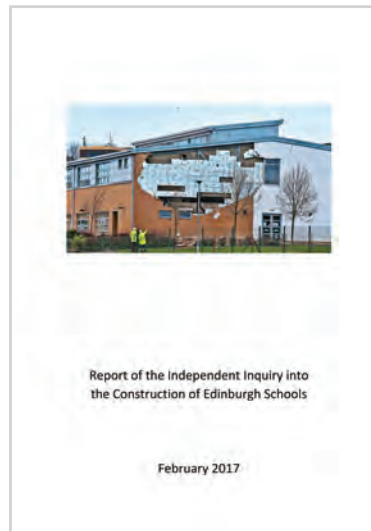 Report of the Independent Inquiry into
the Construction of Edinburgh Schools
February 2017